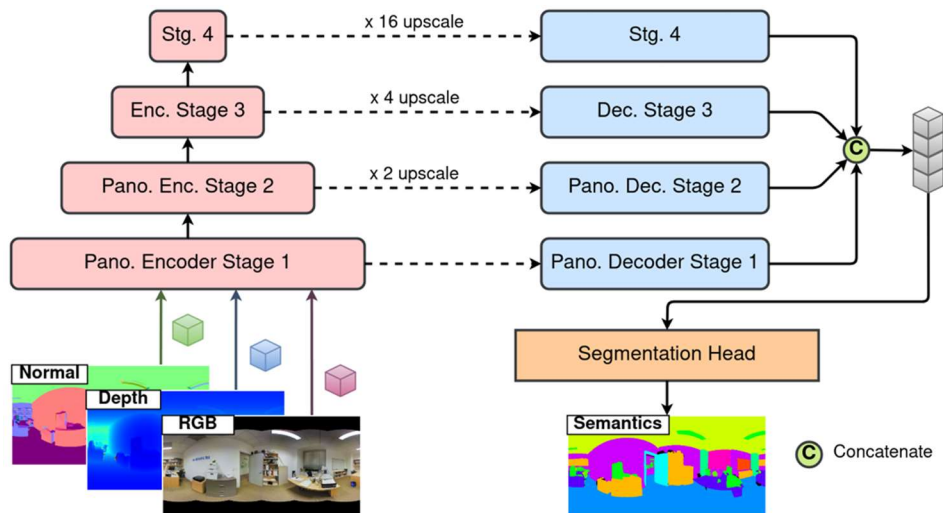 Stg. 4
x 16 upscale
Stg. 4
Enc. Stage 3
x 4 upscale
Dec. Stage 3
C
Pano. Enc. Stage 2
x 2 upscale
Pano. Dec. Stage 2
Pano. Encoder Stage 1
Pano. Decoder Stage 1
Segmentation Head
Normal
Depth
RGB
Semantics
C Concatenate